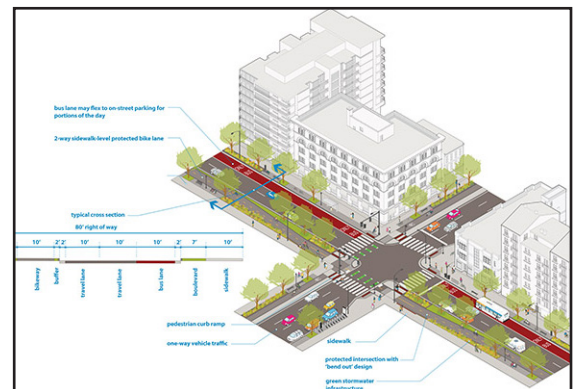 bus lane may flex to on-street parking for
portions of the day
2-way sidewalk-level protected bike lane
typical cross section
80' right of way
10' 2' 2' 10' 10' 10' 2' 7' 10'
bikeway
buffer
travel lane
travel lane
bus lane
boulevard
sidewalk
pedestrian curb ramp
one-way vehicle traffic
sidewalk
protected intersection with
'bend out' design
green stormwater
infrastructure